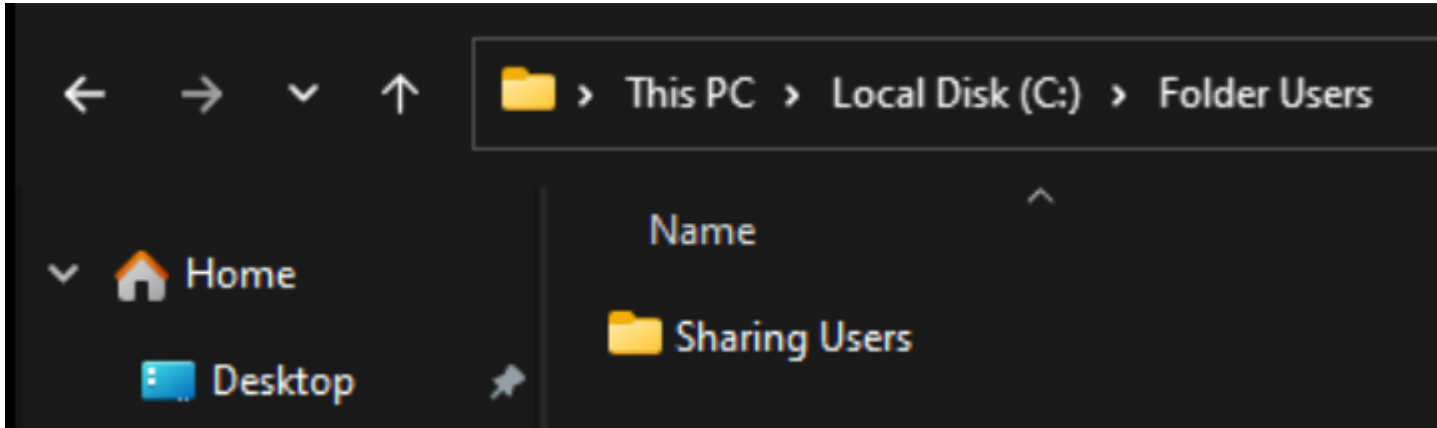 This PC > Local Disk (C:) > Folder Users
Name
Home
Sharing Users
Desktop